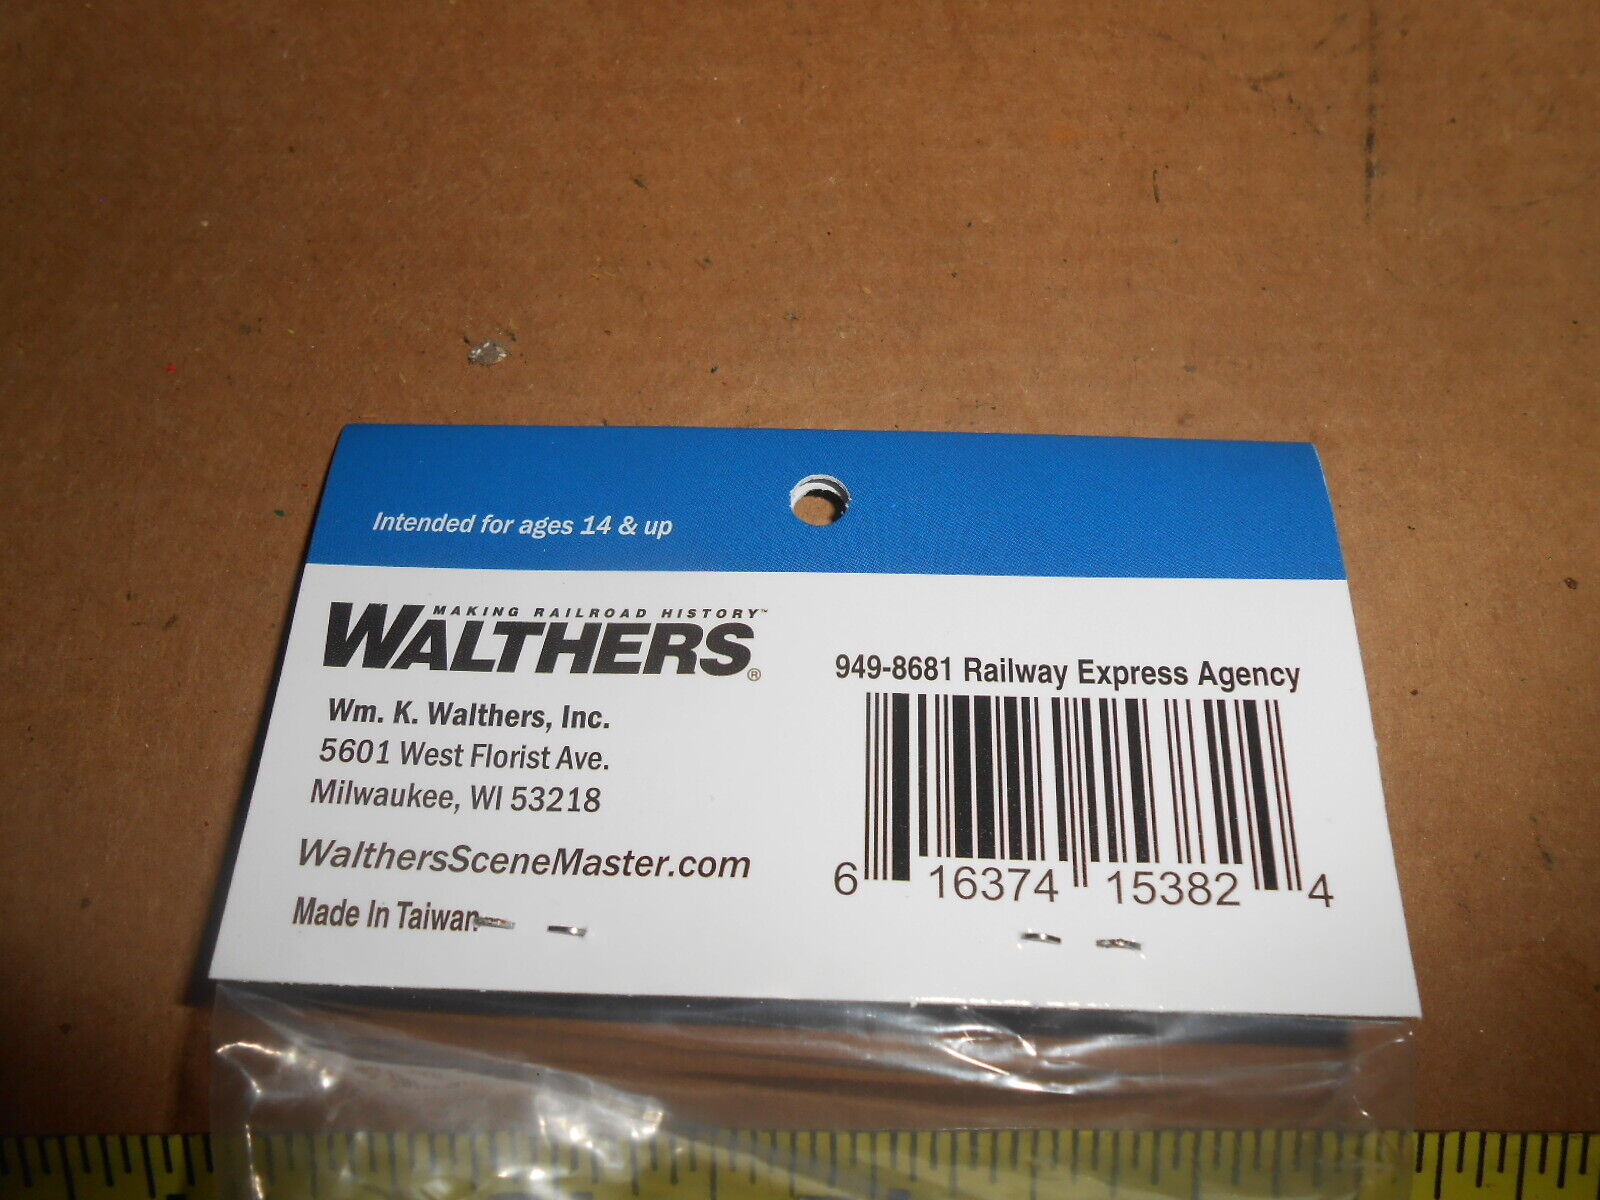 Intended for ages 14 & up
MAKING RAILROAD HISTORY™
WALTHERS®
Wm. K. Walthers, Inc.
5601 West Florist Ave.
Milwaukee, WI 53218
WalthersSceneMaster.com
Made In Taiwan
949-8681 Railway Express Agency
6 16374 15382 4